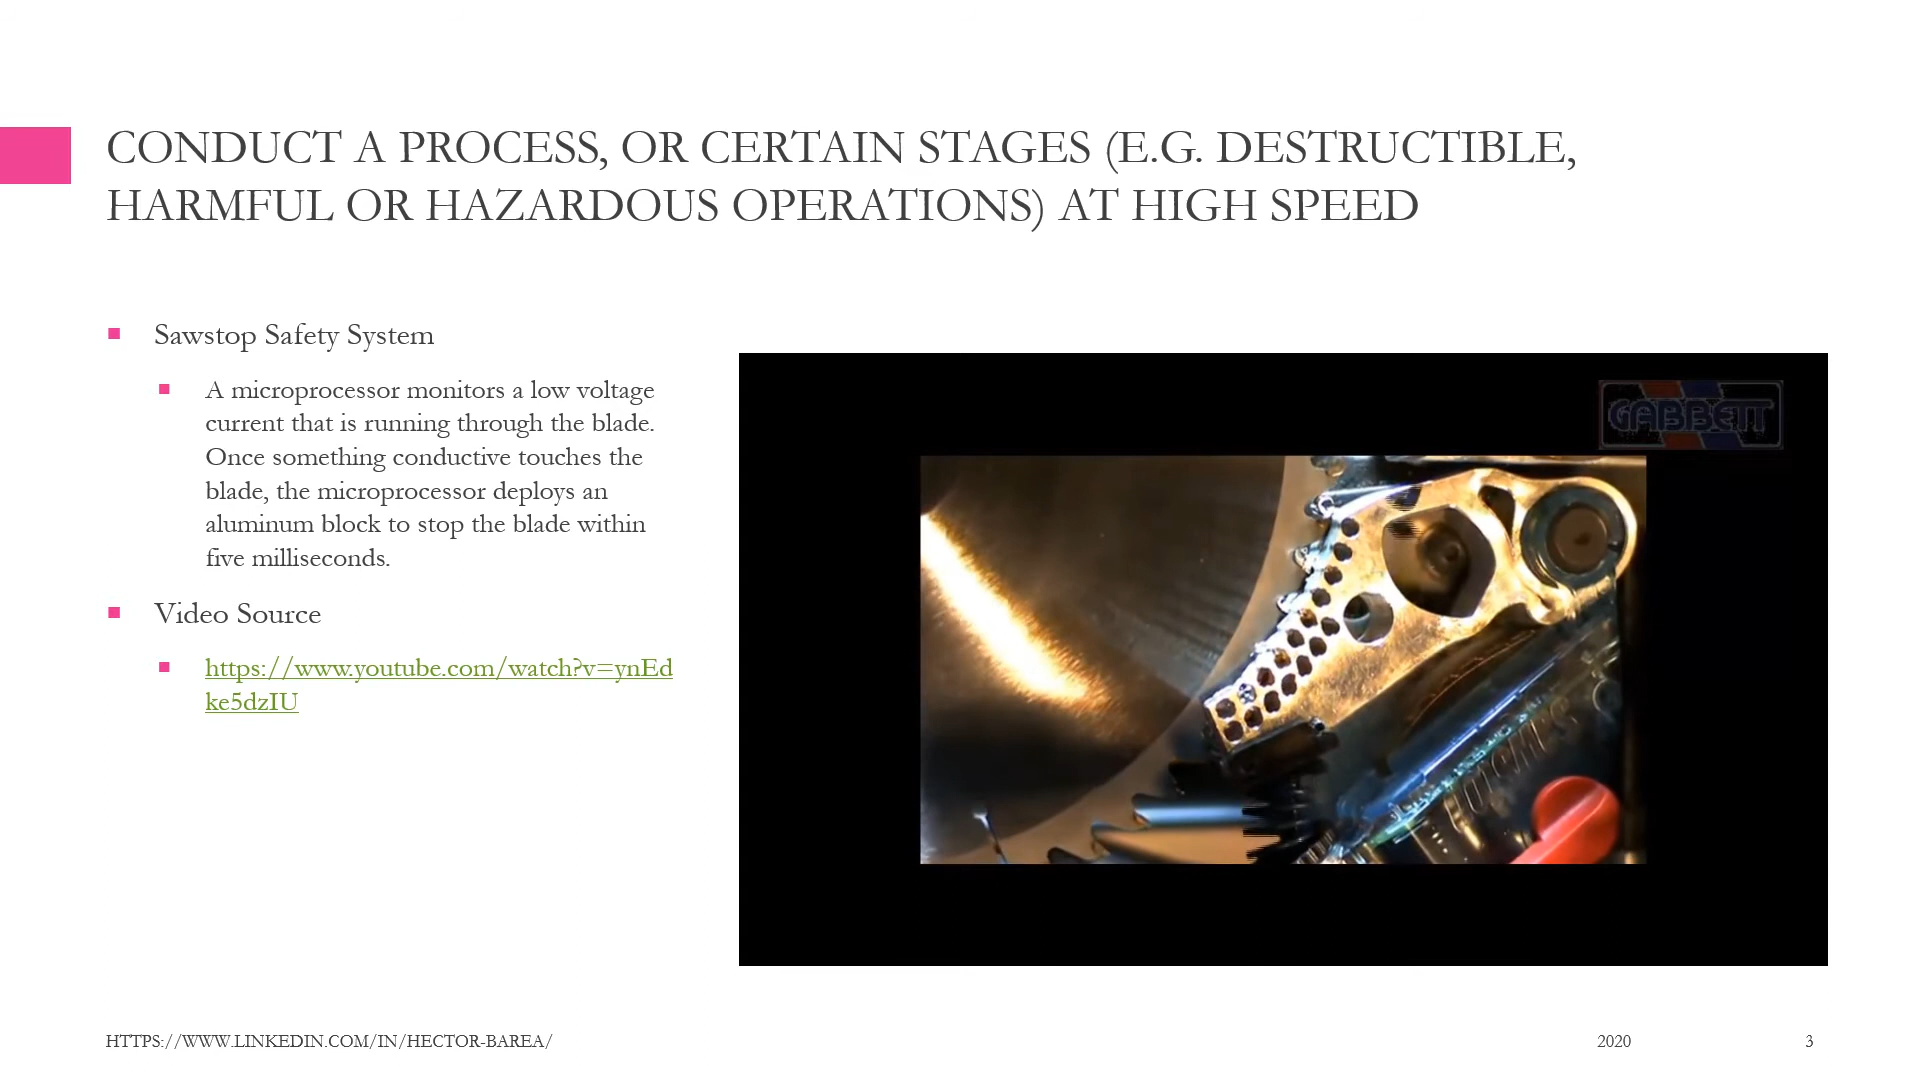 CONDUCT A PROCESS, OR CERTAIN STAGES (E.G. DESTRUCTIBLE,
HARMFUL OR HAZARDOUS OPERATIONS) AT HIGH SPEED
Sawstop Safety System
A microprocessor monitors a low voltage
current that is running through the blade.
Once something conductive touches the
blade, the microprocessor deploys an
aluminum block to stop the blade within
five milliseconds.
Video Source
https://www.youtube.com/watch?v=ynEd
ke5dzIU
GABBETT
HTTPS://WWW.LINKEDIN.COM/IN/HECTOR-BAREA/
2020
3